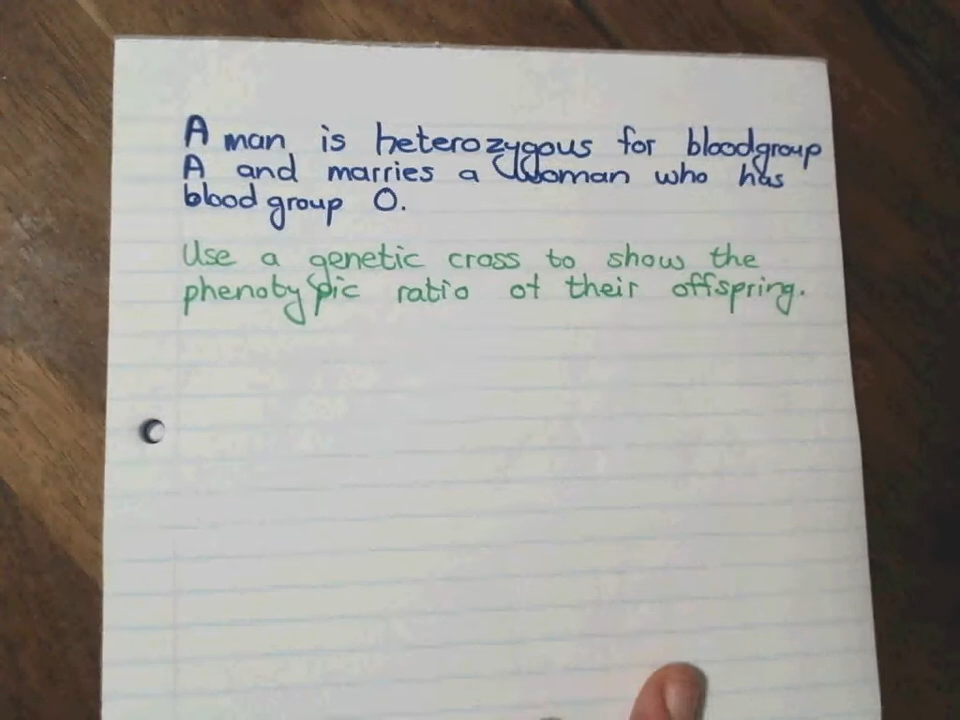 A man is heterozygous for bloodgroup
A and marries a woman who has
blood group O.
Use a genetic cross to show the
phenotypic ratio of their offspring.